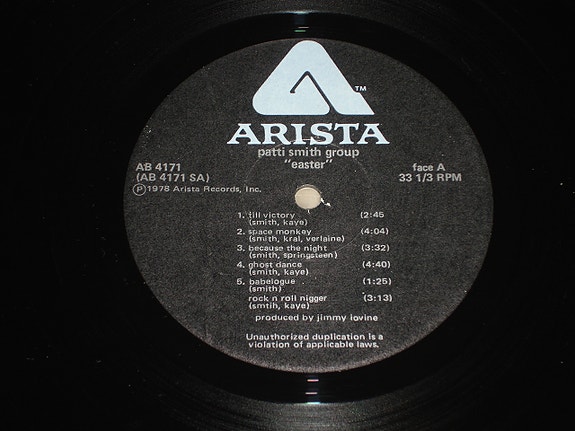 TM
ARISTA
patti smith group
"easter"
AB 4171
(AB 4171 SA)
Ⓟ1978 Arista Records, Inc.
face A
33 1/3 RPM
1. till victory (2:45
(smith, kaye)
2. space monkey (4:04)
(smith, kral, verlaine)
3. because the night (3:32)
(smith, springsteen)
4. ghost dance (4:40)
(smith, kaye)
5. babelogue (1:25)
(smith)
rock n roll nigger (3:13)
(smtih, kaye)
produced by jimmy iovine
Unauthorized duplication is a
violation of applicable laws.